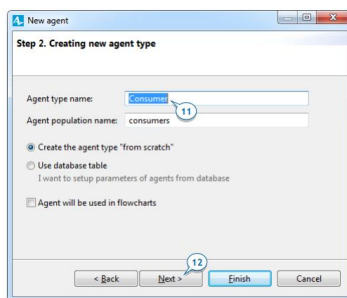 New agent
Step 2. Creating new agent type
Agent type name: Consumer
11
Agent population name: consumers
Create the agent type "from scratch"
Use database table
I want to setup parameters of agents from database
Agent will be used in flowcharts
12
< Back Next > Finish Cancel